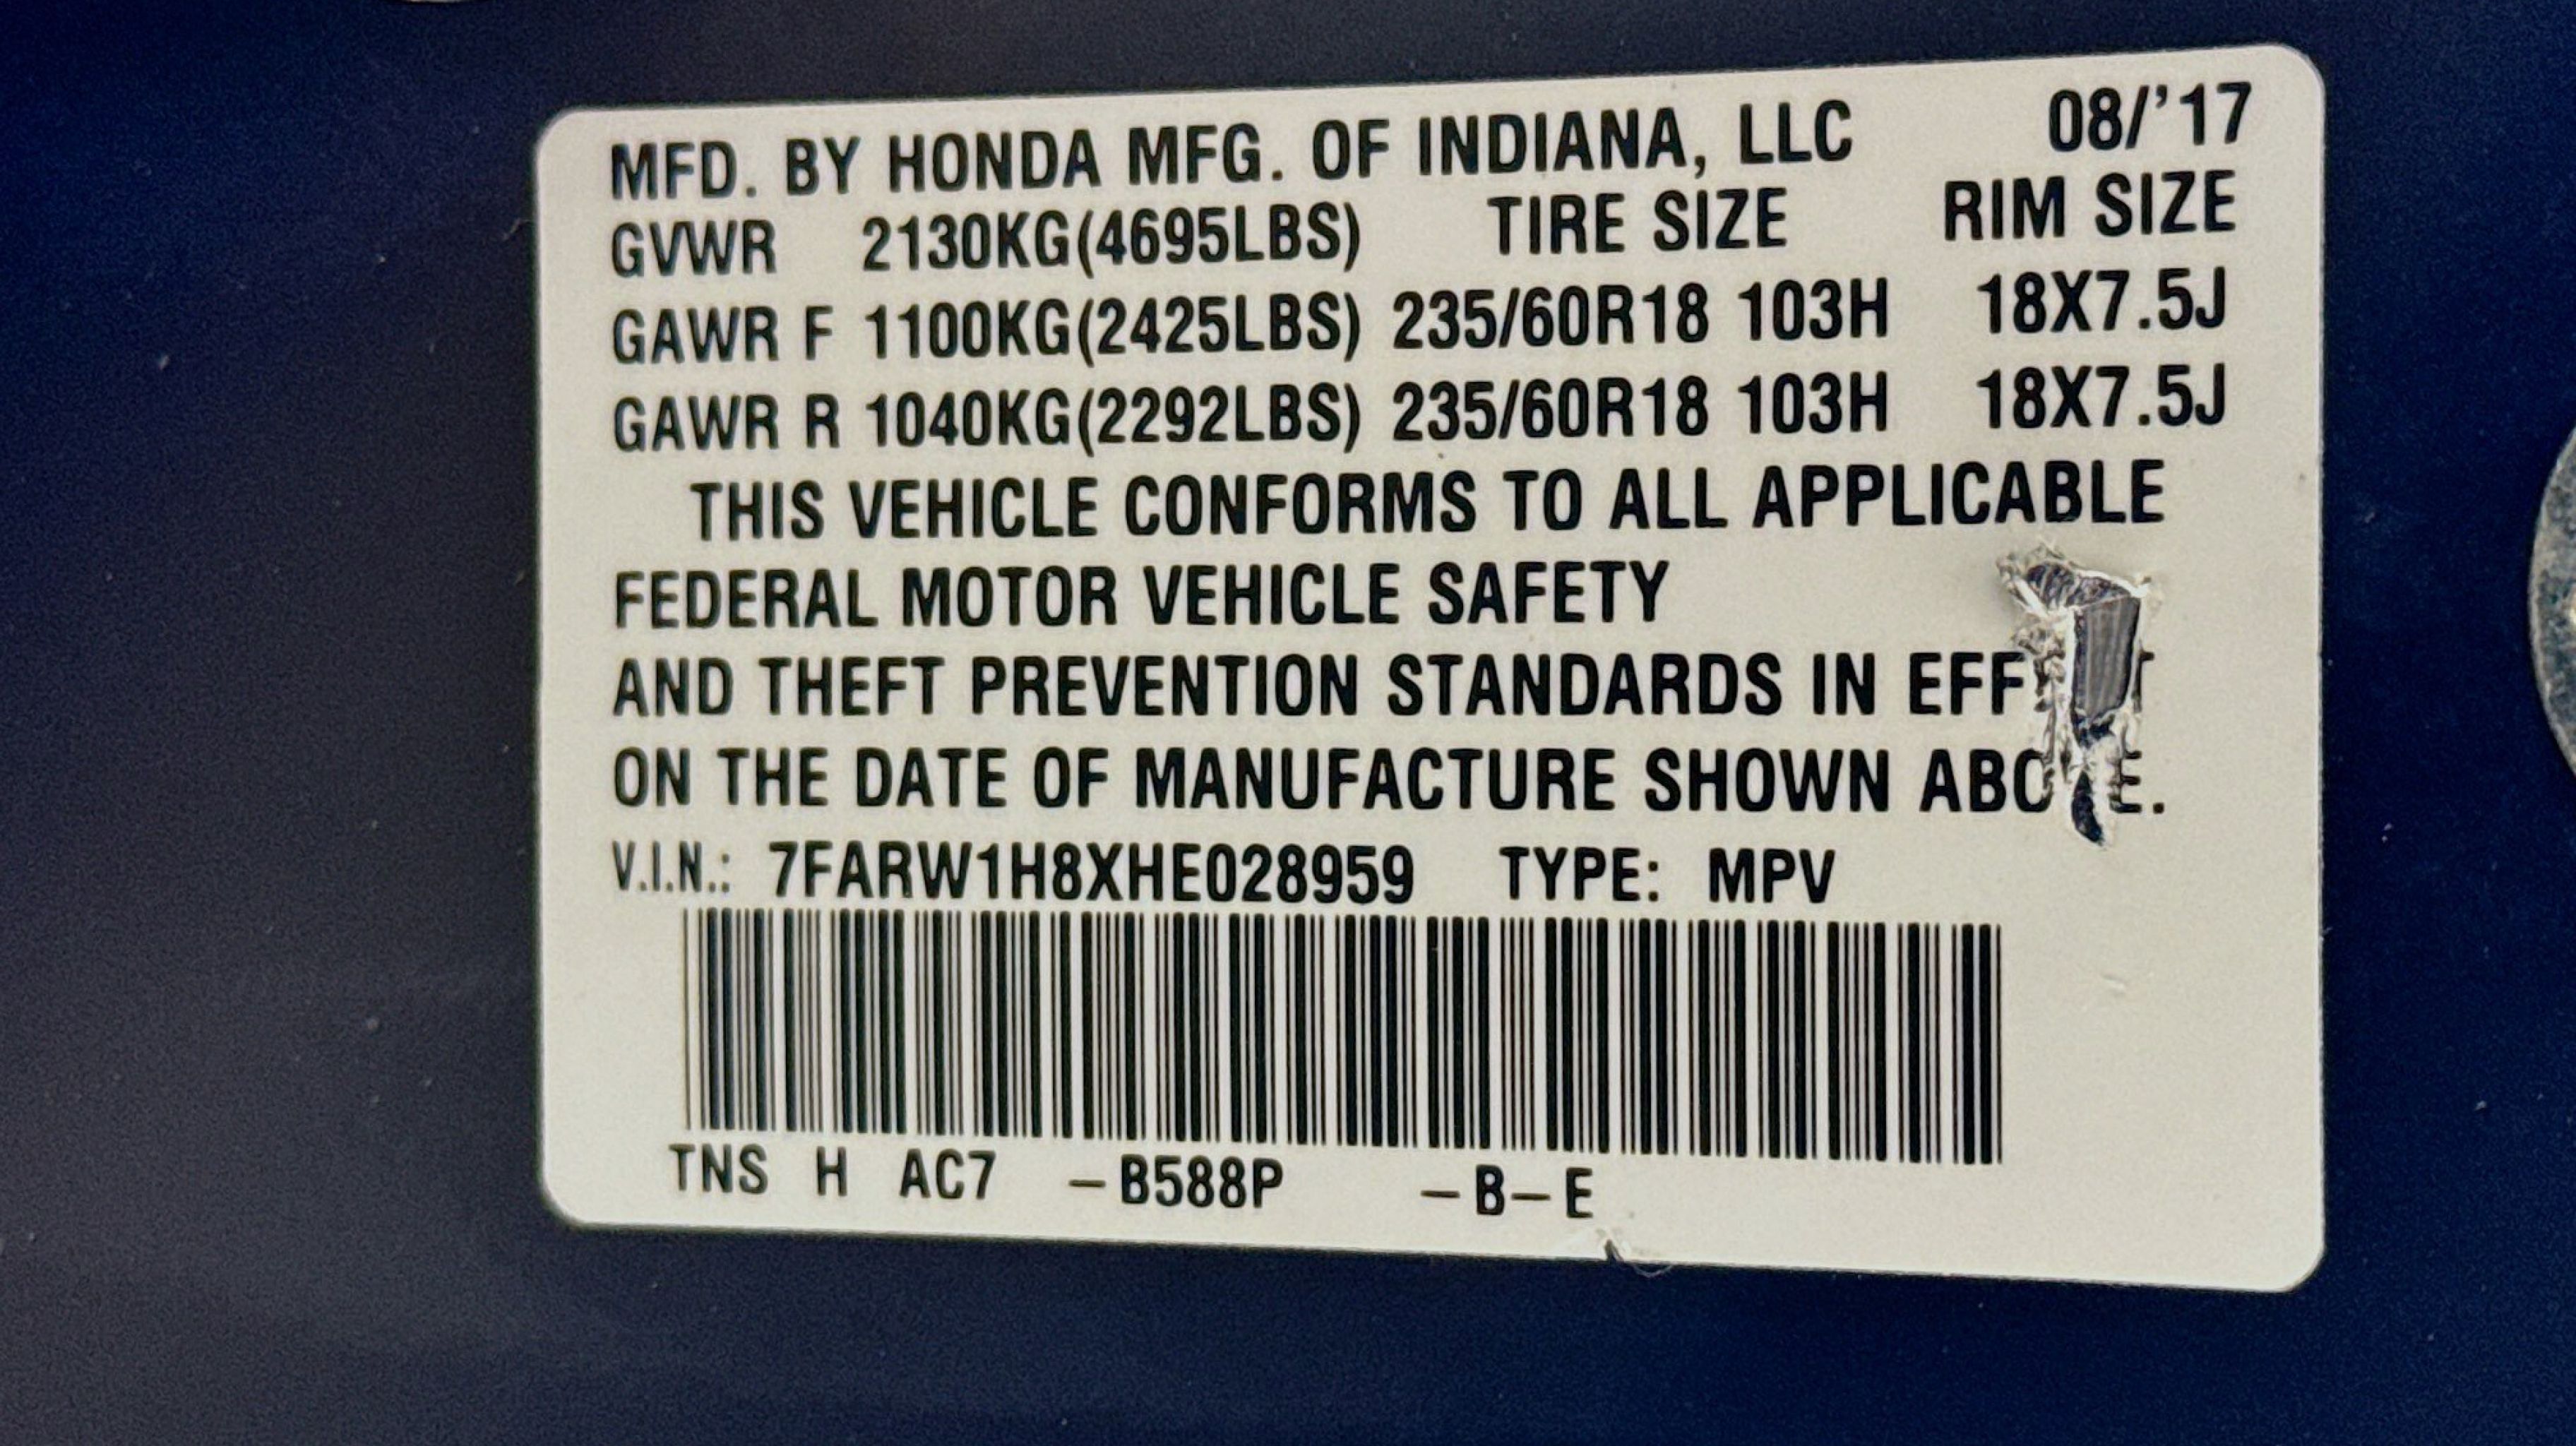 MFD. BY HONDA MFG. OF INDIANA, LLC 08/'17
GVWR 2130KG(4695LBS) TIRE SIZE RIM SIZE
GAWR F 1100KG(2425LBS) 235/60R18 103H 18X7.5J
GAWR R 1040KG(2292LBS) 235/60R18 103H 18X7.5J
THIS VEHICLE CONFORMS TO ALL APPLICABLE
FEDERAL MOTOR VEHICLE SAFETY
AND THEFT PREVENTION STANDARDS IN
ON THE DATE OF MANUFACTURE SHOWN
V.I.N.: 7FARW1H8XHE028959 TYPE: MPV
TNS H AC7 -B588P -B-E